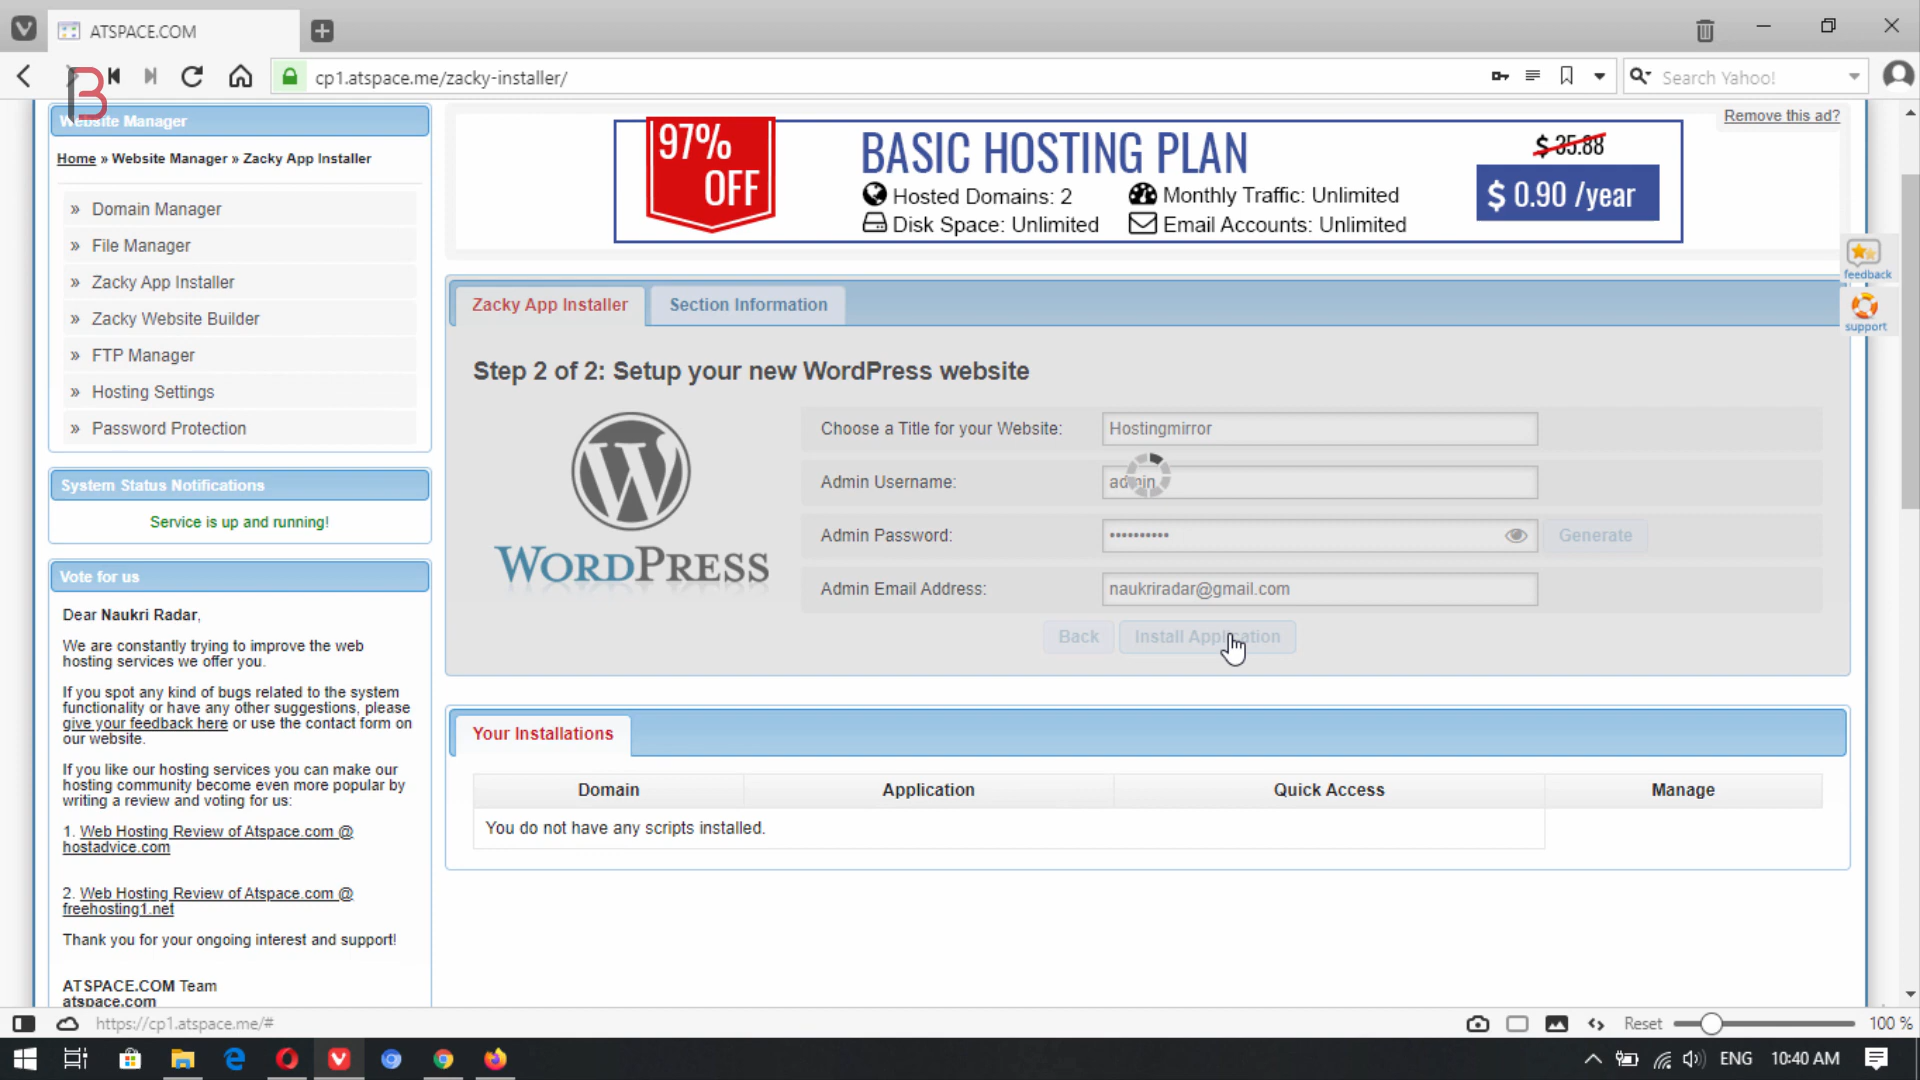 ATSPACE.COM
cp1.atspace.me/zacky-installer/
Search Yahoo!
B
Website Manager
Home » Website Manager » Zacky App Installer
» Domain Manager
» File Manager
» Zacky App Installer
» Zacky Website Builder
» FTP Manager
» Hosting Settings
» Password Protection
System Status Notifications
Service is up and running!
Vote for us
Dear Naukri Radar,
We are constantly trying to improve the web
hosting services we offer you.
If you spot any kind of bugs related to the system
functionality or have any other suggestions, please
give your feedback here or use the contact form on
our website.
If you like our hosting services you can make our
hosting community become even more popular by
writing a review and voting for us:
1. Web Hosting Review of Atspace.com @
hostadvice.com
2. Web Hosting Review of Atspace.com @
freehosting1.net
Thank you for your ongoing interest and support!
ATSPACE.COM Team
atspace.com
Remove this ad?
97%
OFF
BASIC HOSTING PLAN
Hosted Domains: 2
Monthly Traffic: Unlimited
Disk Space: Unlimited
Email Accounts: Unlimited
$ 35.88
$ 0.90 /year
feedback
support
Zacky App Installer
Section Information
Step 2 of 2: Setup your new WordPress website
WORDPRESS
Choose a Title for your Website:
Hostingmirror
Admin Username:
admin
Admin Password:
••••••••••
Generate
Admin Email Address:
naukriradar@gmail.com
Back
Install Application
Your Installations
Domain
Application
Quick Access
Manage
You do not have any scripts installed.
https://cp1.atspace.me/#
Reset
100 %
ENG
10:40 AM